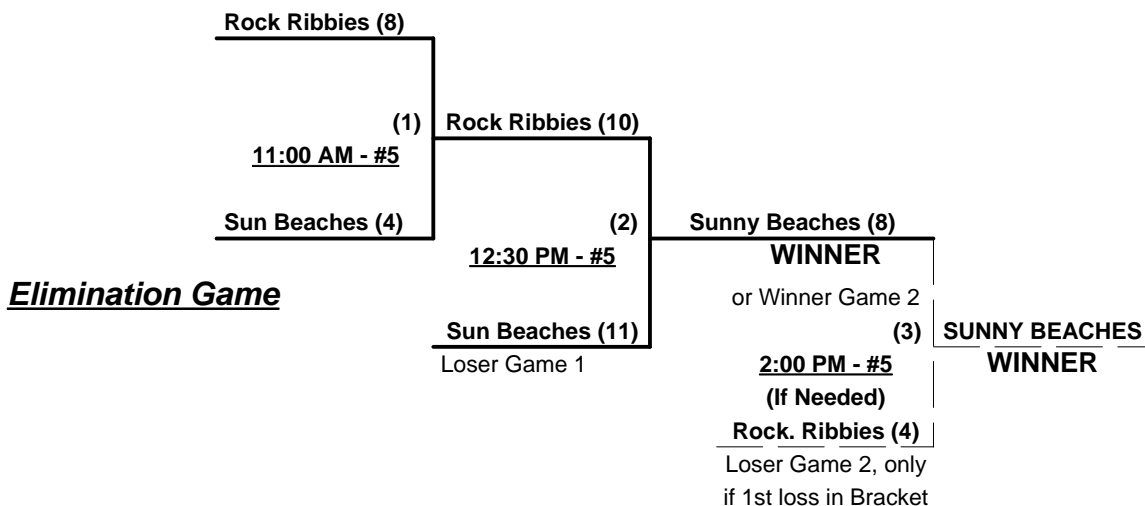 Rock Ribbies (8)
(1) Rock Ribbies (10)
11:00 AM - #5
Sun Beaches (4)
(2) Sunny Beaches (8)
12:30 PM - #5
WINNER
Elimination Game
or Winner Game 2
Sun Beaches (11)
(3) SUNNY BEACHES
Loser Game 1
2:00 PM - #5
WINNER
(If Needed)
Rock. Ribbies (4)
Loser Game 2, only
if 1st loss in Bracket